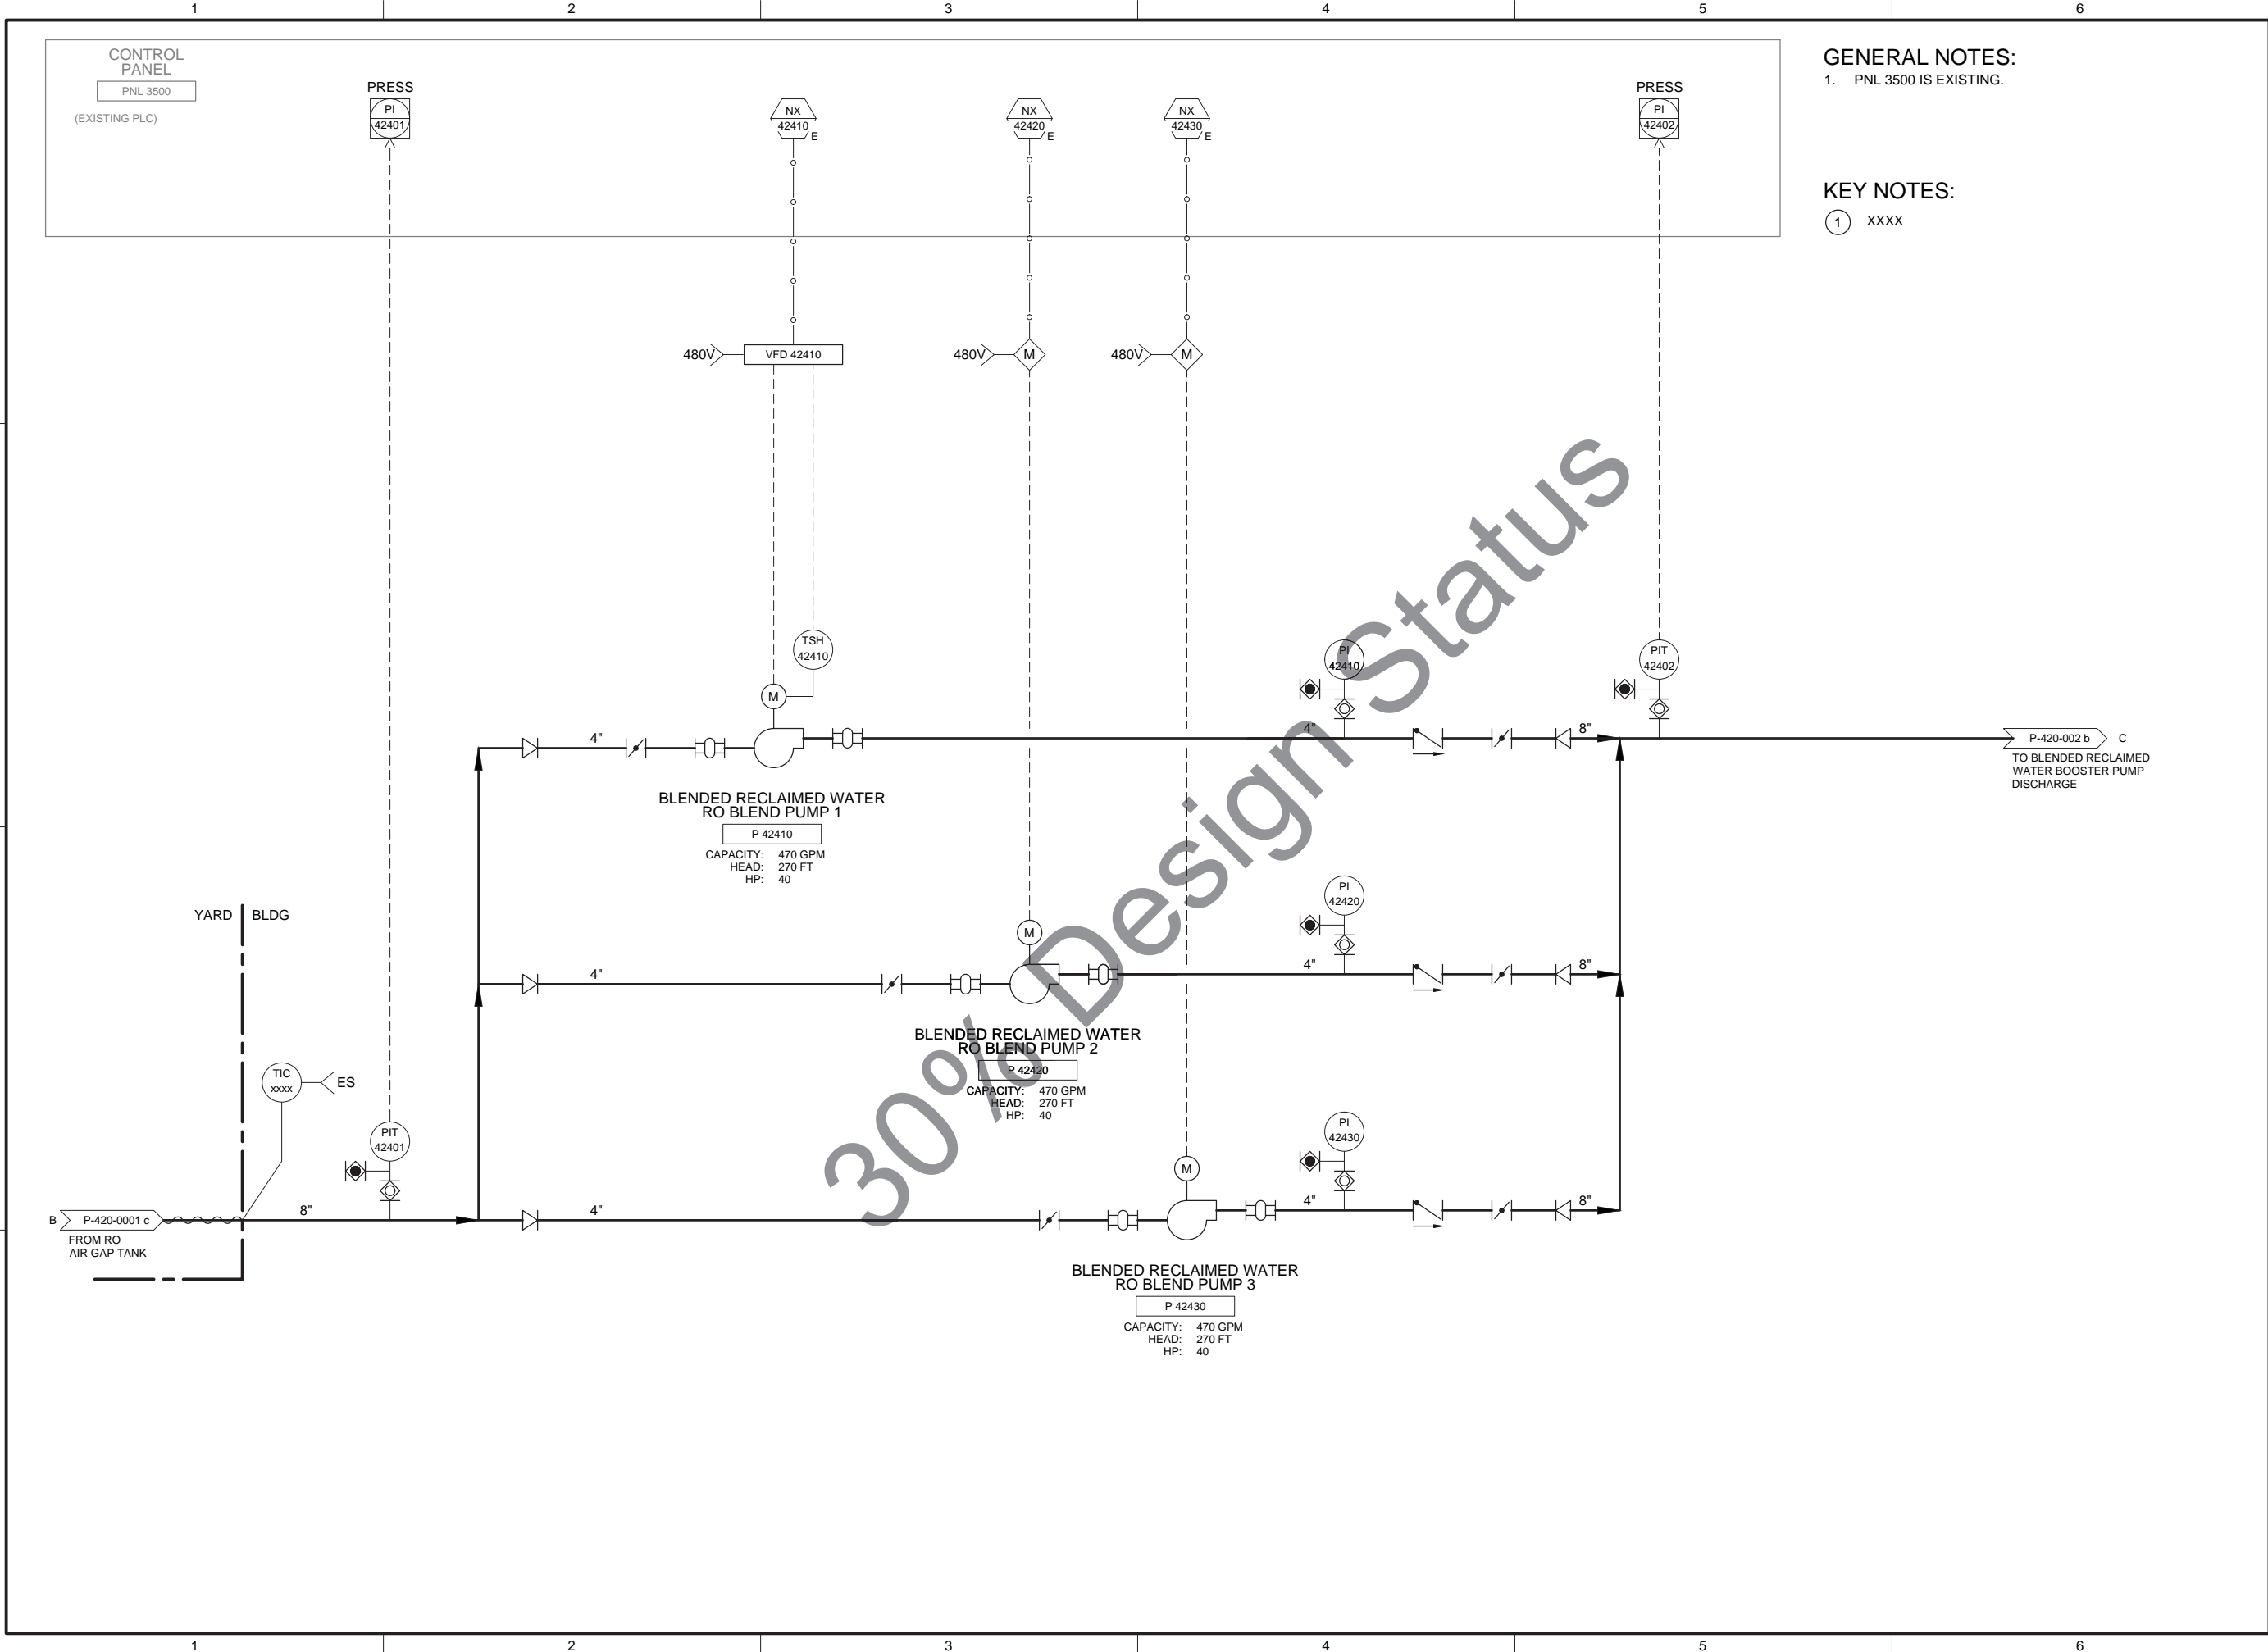 1 2 3 4 5 6
CONTROL
PANEL
PNL 3500
(EXISTING PLC)
PRESS
PI
42401
NX
42410
E
NX
42420
E
NX
42430
E
PRESS
PI
42402
GENERAL NOTES:
1. PNL 3500 IS EXISTING.
KEY NOTES:
1 XXXX
480V
VFD 42410
480V
M
480V
M
TSH
42410
M
PI
42410
PIT
42402
4"
4"
8"
P-420-002 b
C
TO BLENDED RECLAIMED
WATER BOOSTER PUMP
DISCHARGE
BLENDED RECLAIMED WATER
RO BLEND PUMP 1
P 42410
CAPACITY: 470 GPM
HEAD: 270 FT
HP: 40
YARD
BLDG
M
PI
42420
4"
4"
8"
BLENDED RECLAIMED WATER
RO BLEND PUMP 2
P 42420
CAPACITY: 470 GPM
HEAD: 270 FT
HP: 40
TIC
xxxx
ES
PIT
42401
M
PI
42430
B
P-420-0001 c
8"
4"
4"
8"
FROM RO
AIR GAP TANK
BLENDED RECLAIMED WATER
RO BLEND PUMP 3
P 42430
CAPACITY: 470 GPM
HEAD: 270 FT
HP: 40
30% Design Status
1 2 3 4 5 6